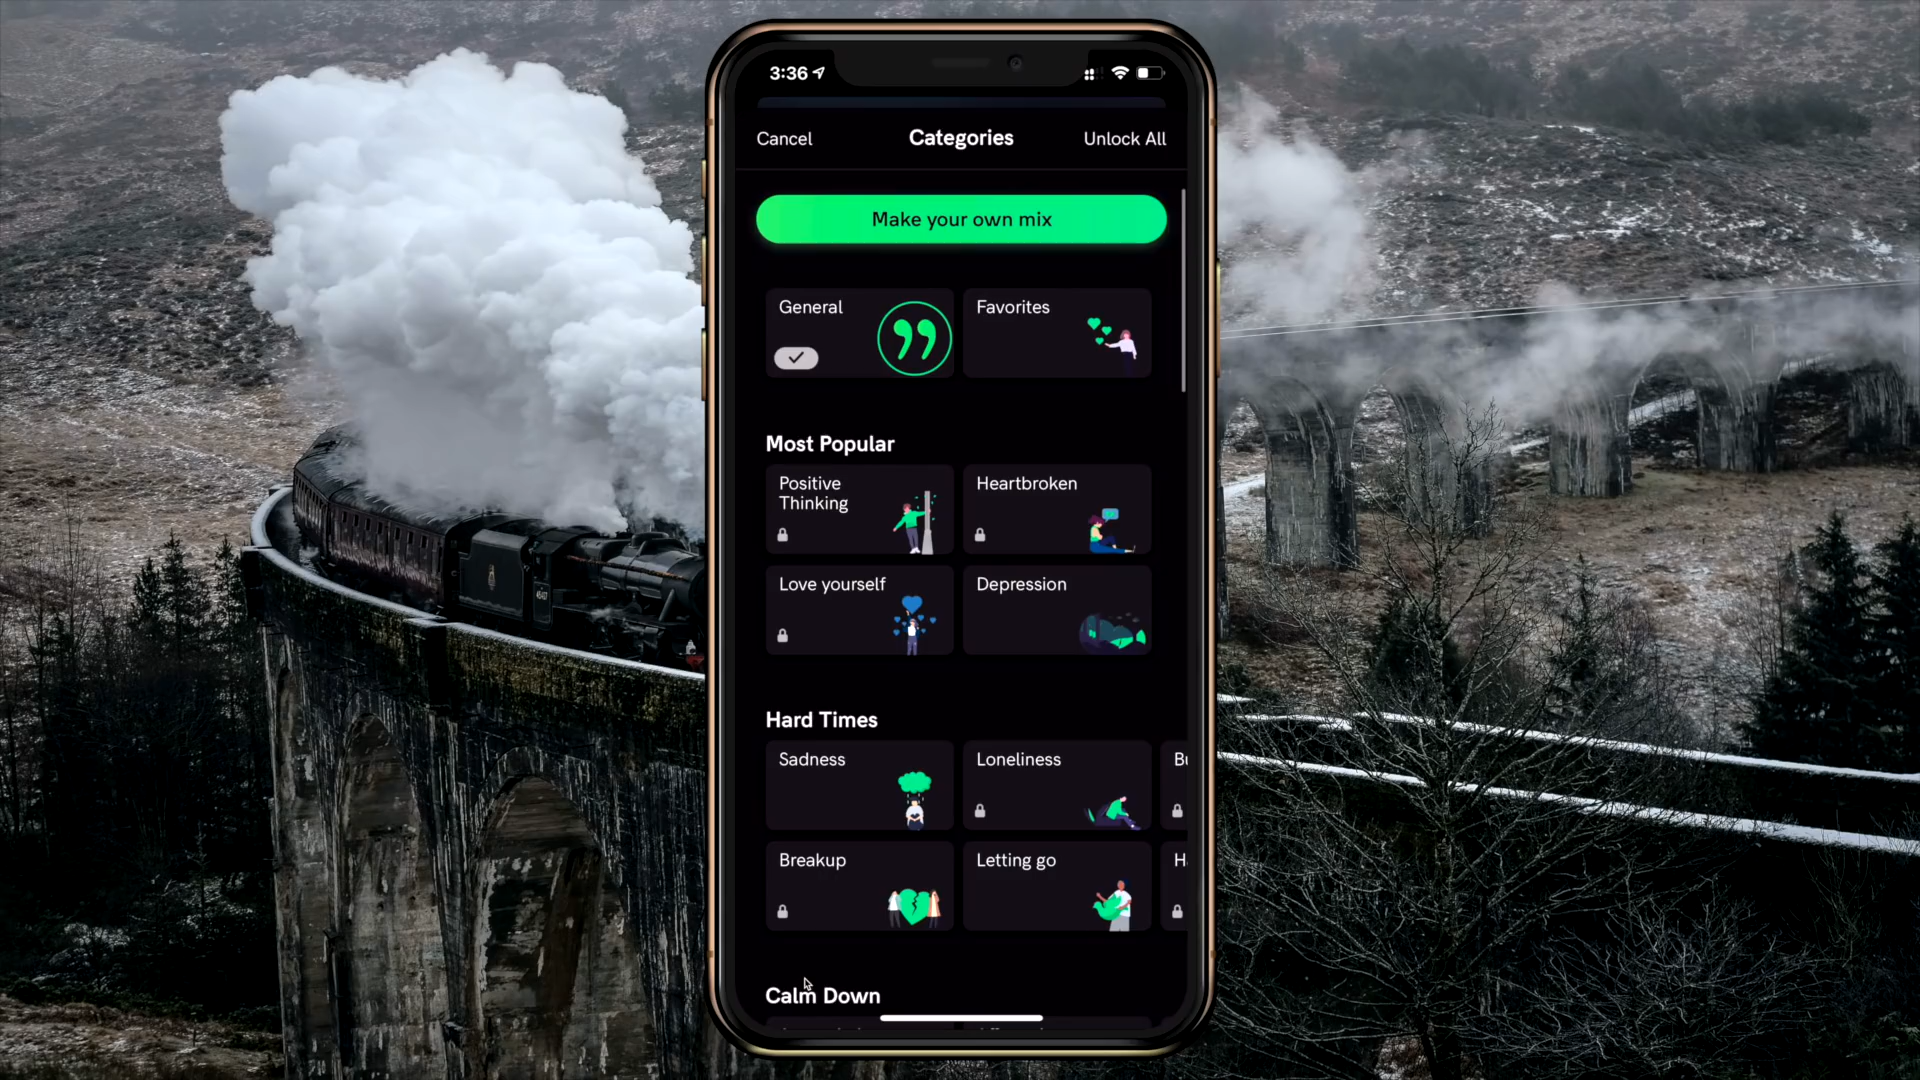 3:36
Cancel
Categories
Unlock All
Make your own mix
General
Favorites
Most Popular
Positive
Thinking
Heartbroken
Love yourself
Depression
Hard Times
Sadness
Loneliness
Breakup
Letting go
Calm Down